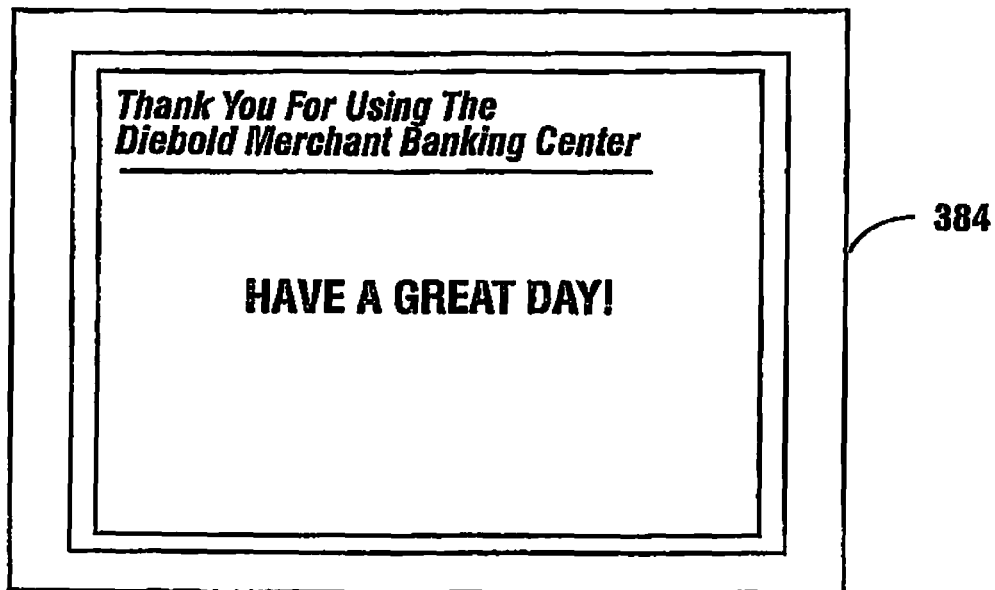 Thank You For Using The
Diebold Merchant Banking Center
HAVE A GREAT DAY!
384